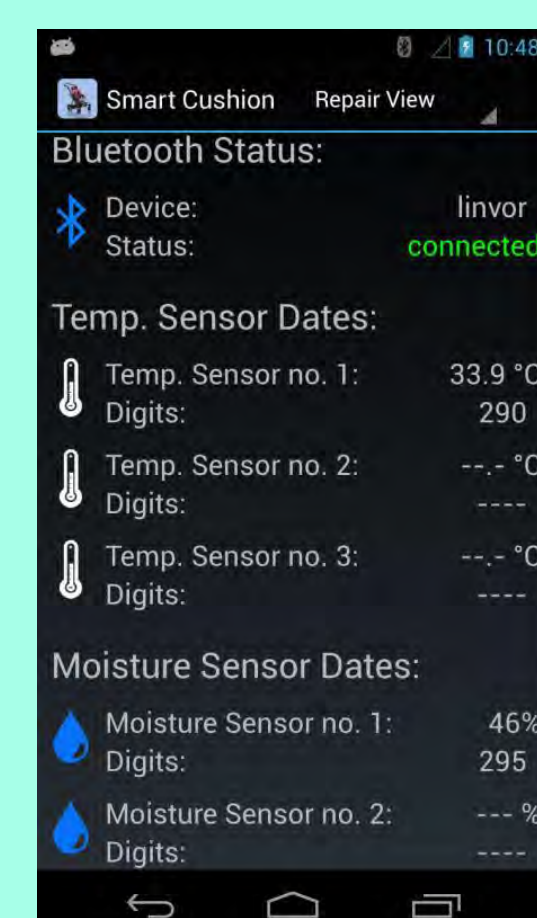 10:48
Smart Cushion Repair View
Bluetooth Status:
Device: linvor
Status: connected
Temp. Sensor Dates:
Temp. Sensor no. 1: 33.9 °C
Digits: 290
Temp. Sensor no. 2: --.- °C
Digits: ----
Temp. Sensor no. 3: --.- °C
Digits: ----
Moisture Sensor Dates:
Moisture Sensor no. 1: 46%
Digits: 295
Moisture Sensor no. 2: --- %
Digits: ----